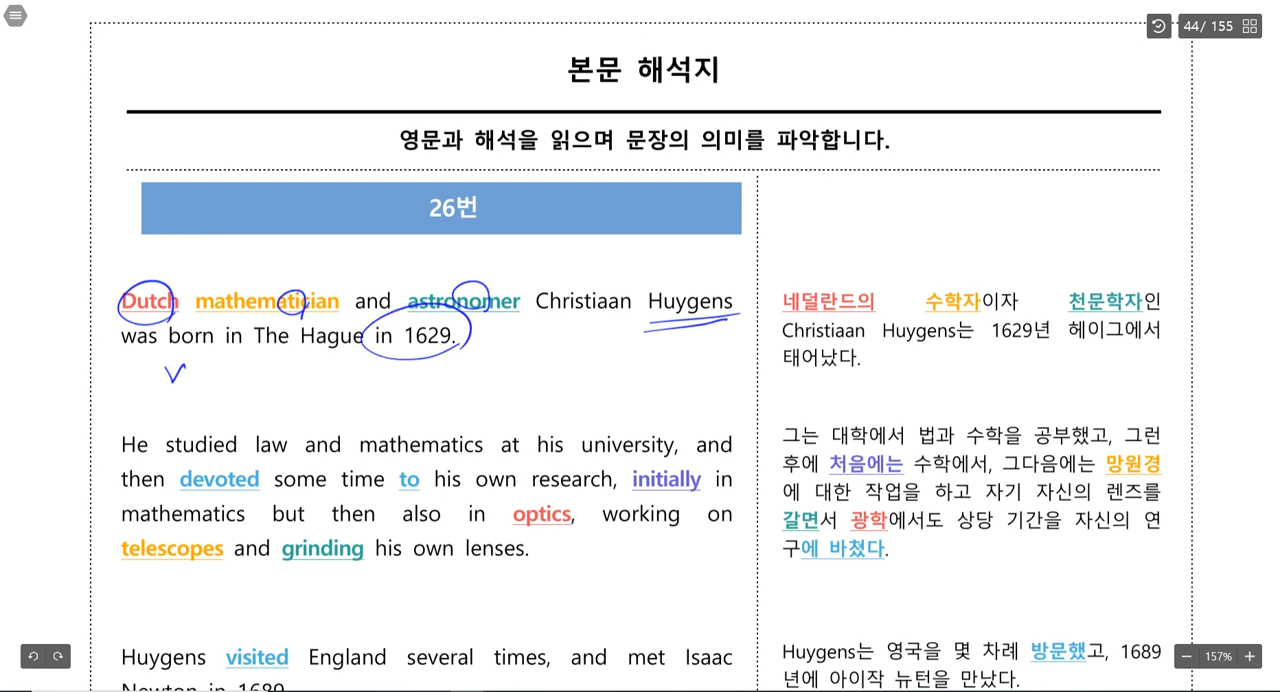 44/ 155
본문 해석지
영문과 해석을 읽으며 문장의 의미를 파악합니다.
26번
Dutch mathematician and astronomer Christiaan Huygens
was born in The Hague in 1629.
네덜란드의 수학자이자 천문학자인
Christiaan Huygens는 1629년 헤이그에서
태어났다.
He studied law and mathematics at his university, and
then devoted some time to his own research, initially in
mathematics but then also in optics, working on
telescopes and grinding his own lenses.
그는 대학에서 법과 수학을 공부했고, 그런
후에 처음에는 수학에서, 그다음에는 망원경
에 대한 작업을 하고 자기 자신의 렌즈를
갈면서 광학에서도 상당 기간을 자신의 연
구에 바쳤다.
Huygens visited England several times, and met Isaac
Newton in 1689.
Huygens는 영국을 몇 차례 방문했고, 1689
년에 아이작 뉴턴을 만났다.
157%